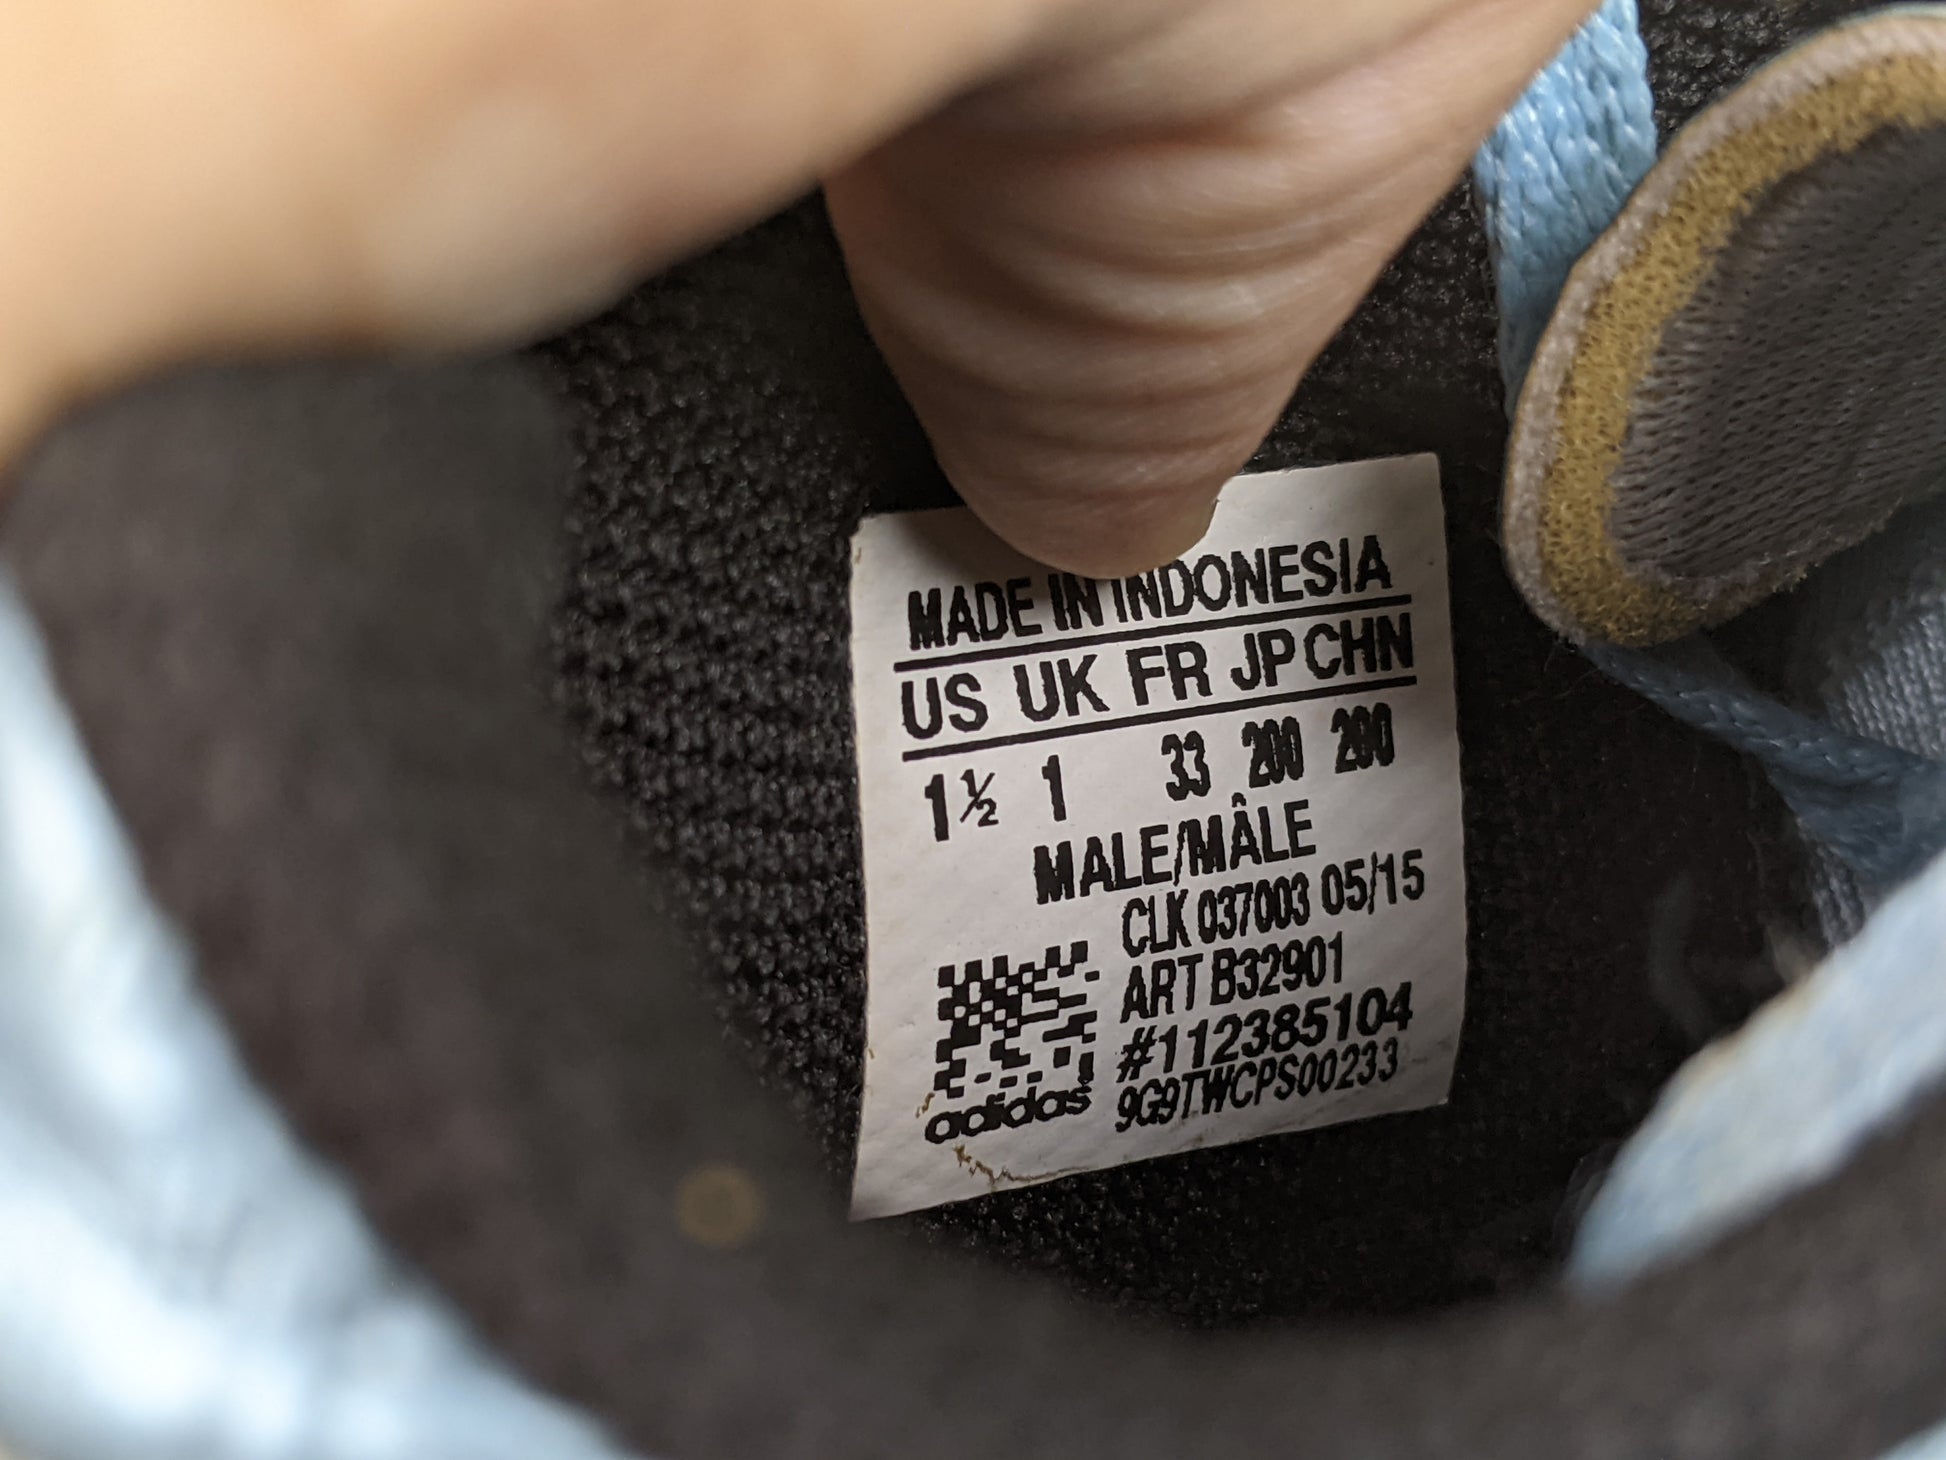 MADE IN INDONESIA
US UK FR JP CHN
1½ 1 33 200 200
MALE/MÂLE
CLK 037003 05/15
ART B32901
#112385104
9G9TWCPS00233
adidas